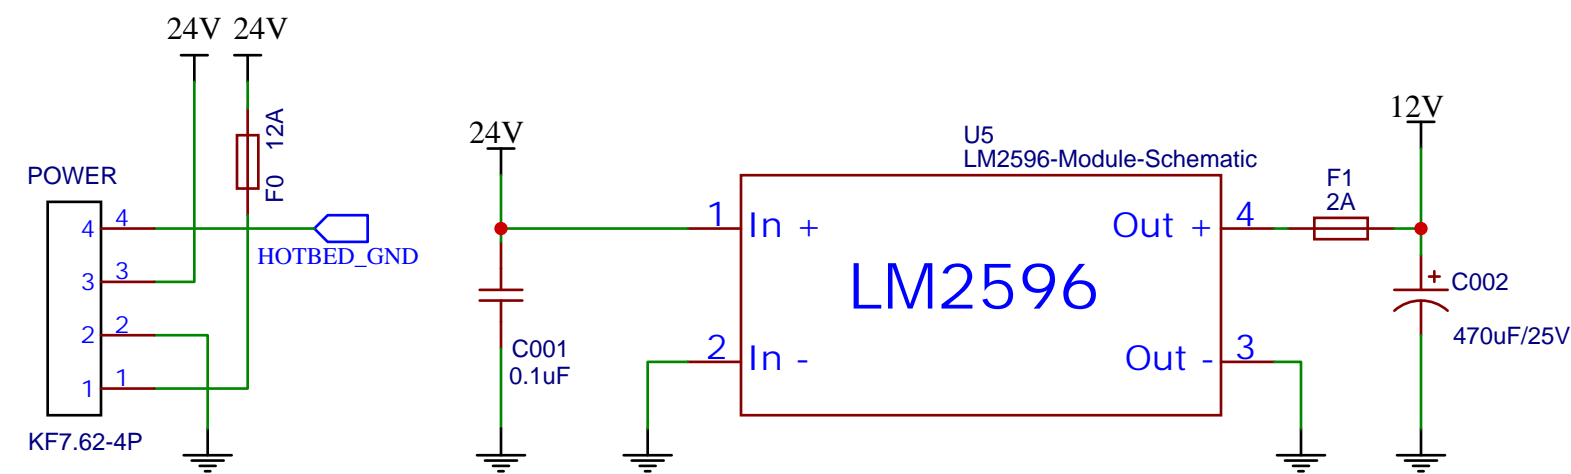 24V 24V
12A
F0
POWER
4 4
3 3
2 2
1 1
KF7.62-4P
HOTBED_GND
24V
C001
0.1uF
U5
LM2596-Module-Schematic
1 In + Out + 4
LM2596
2 In - Out - 3
F1
2A
12V
+
C002
470uF/25V